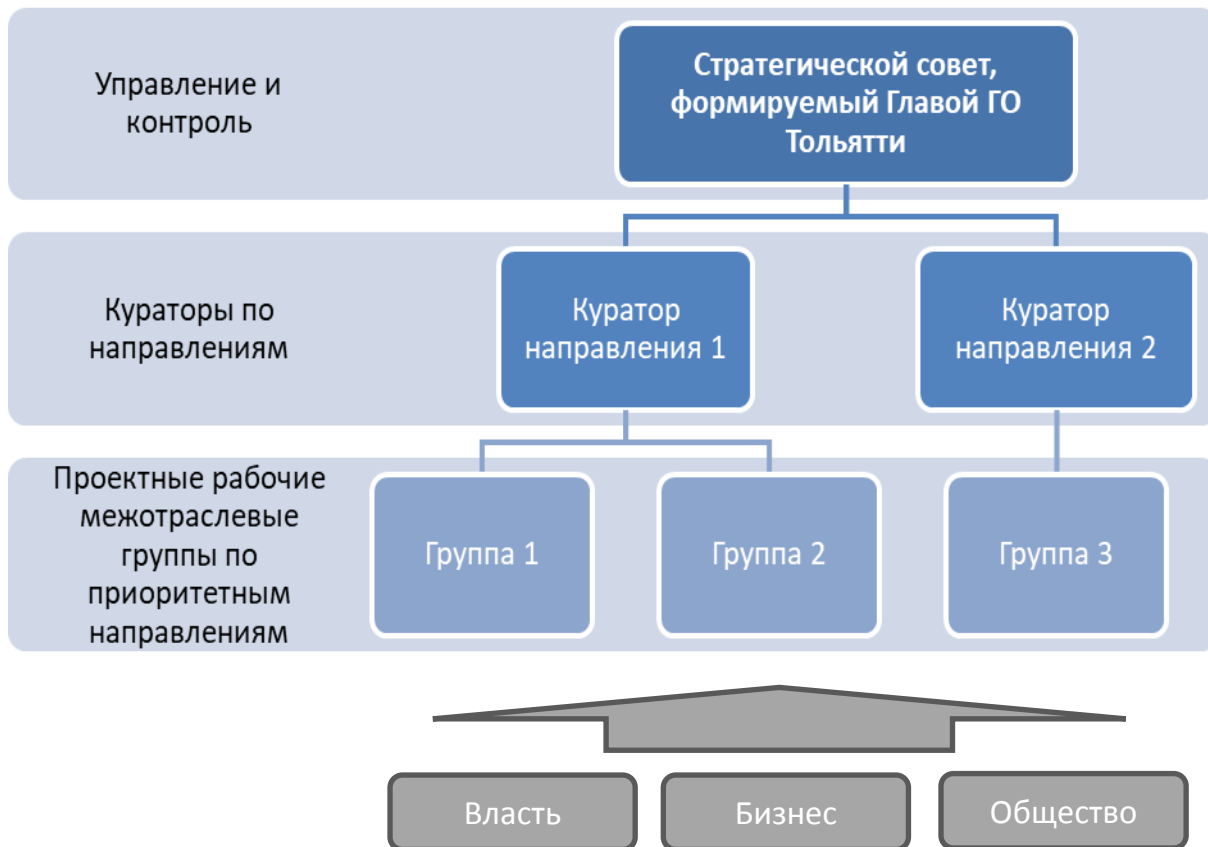 Управление и
контроль
Стратегической совет,
формируемый Главой ГО
Тольятти
Кураторы по
направлениям
Куратор
направления 1
Куратор
направления 2
Проектные рабочие
межотраслевые
группы по
приоритетным
направлениям
Группа 1
Группа 2
Группа 3
Власть
Бизнес
Общество